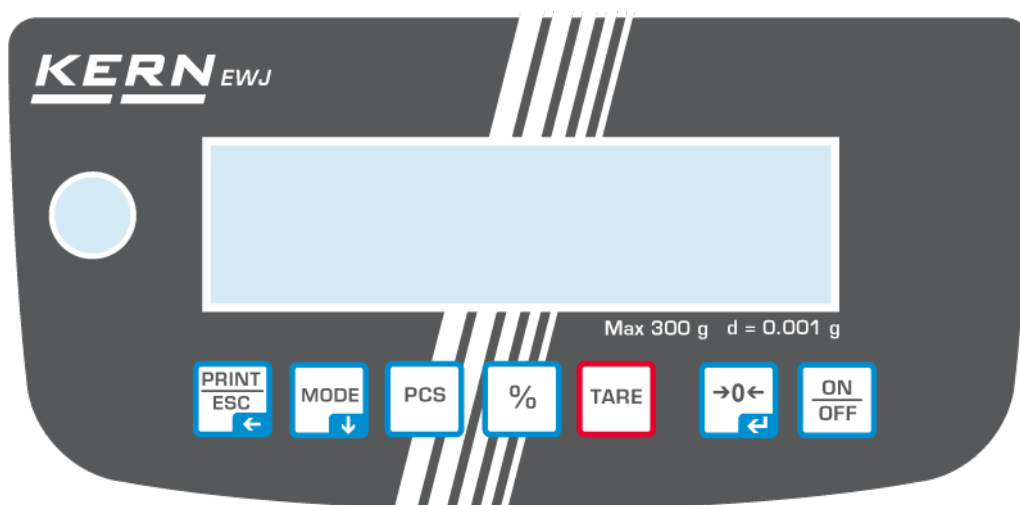 KERN EWJ
Max 300 g d = 0.001 g
PRINT
ESC
MODE
PCS
%
TARE
→0←
ON
OFF